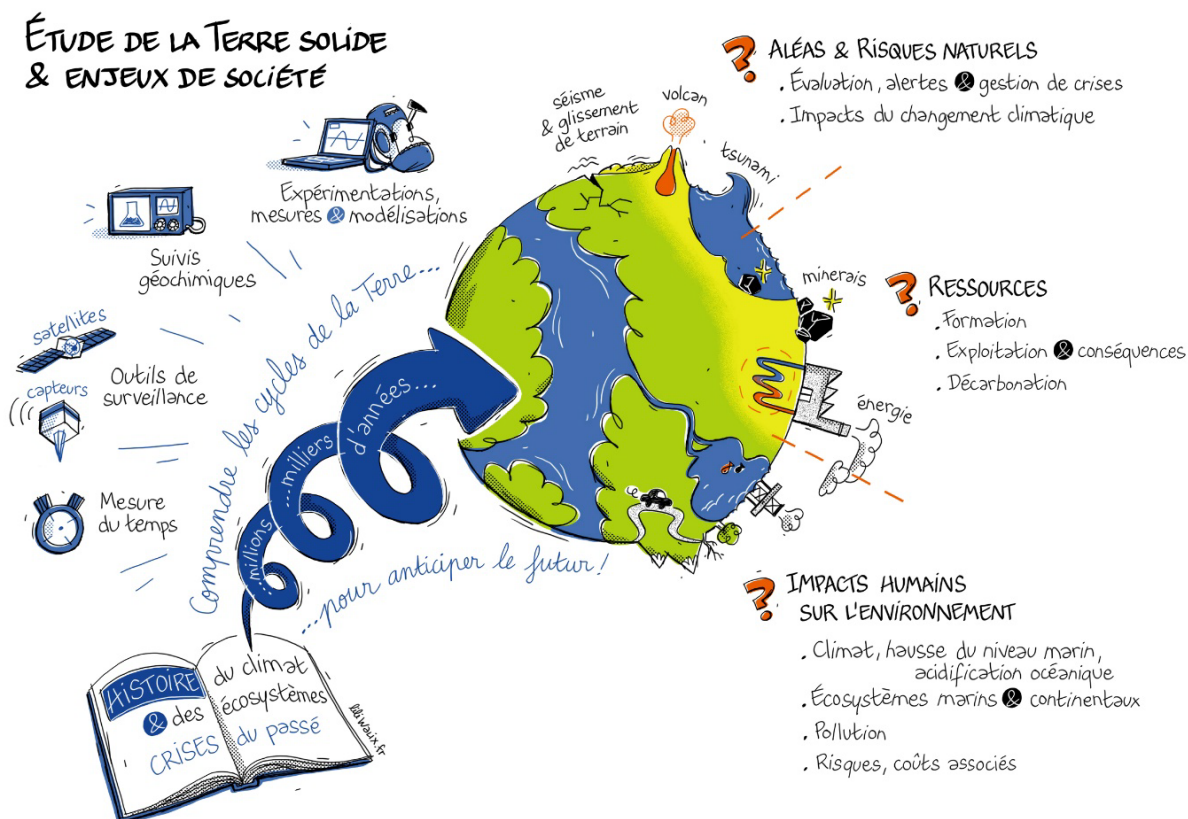 ÉTUDE DE LA TERRE SOLIDE
& ENJEUX DE SOCIÉTÉ
Expérimentations,
mesures & modélisations
Suivis
géochimiques
satellites
capteurs
Outils de
surveillance
Mesure
du temps
Comprendre les cycles de la Terre...
...millions
...milliers
d'années...
...pour anticiper le futur!
HISTOIRE
& des
CRISES
du climat
écosystèmes
du passé
liliwalix.fr
séisme
& glissement
de terrain
volcan
tsunami
minerais
énergie
? ALÉAS & RISQUES NATURELS
. Évaluation, alertes & gestion de crises
. Impacts du changement climatique
? RESSOURCES
. Formation
. Exploitation & conséquences
. Décarbonation
? IMPACTS HUMAINS
SUR L'ENVIRONNEMENT
. Climat, hausse du niveau marin,
acidification océanique
. Écosystèmes marins & continentaux
. Pollution
. Risques, coûts associés